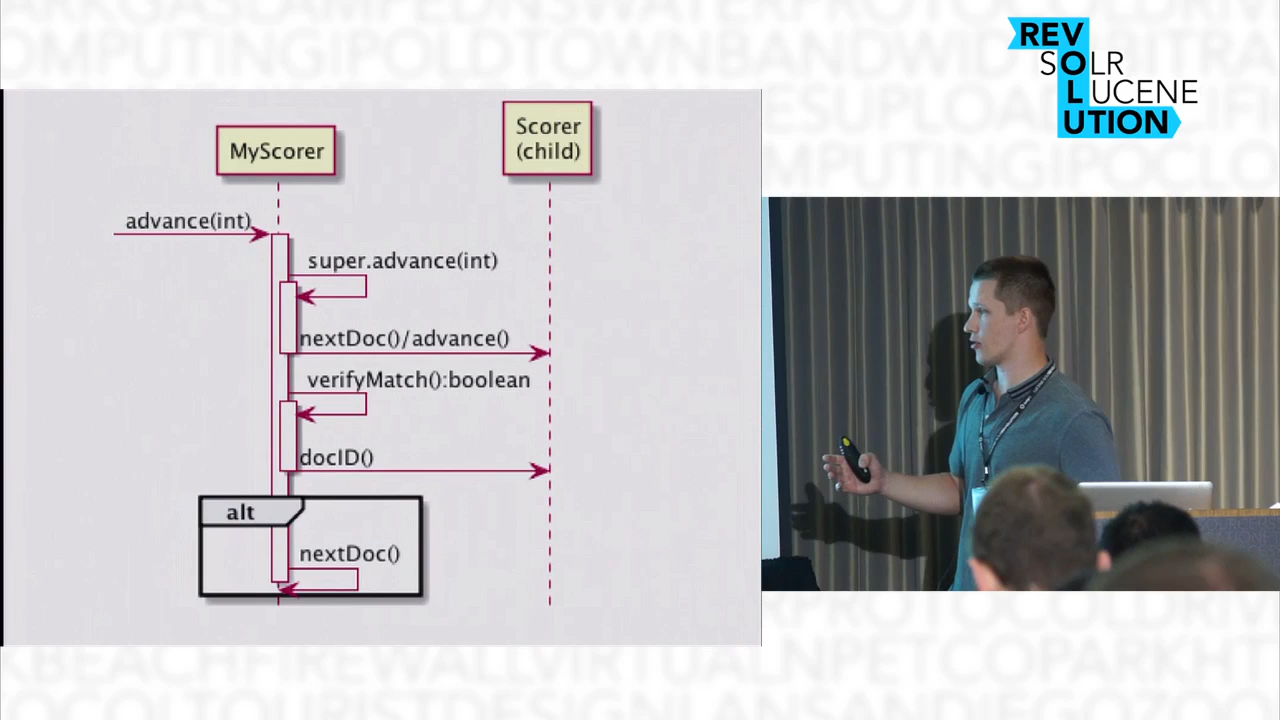 REV
SOLR
O
LUCENE
UTION
MyScorer
Scorer
(child)
advance(int)
super.advance(int)
nextDoc()/advance()
verifyMatch():boolean
docID()
alt
nextDoc()